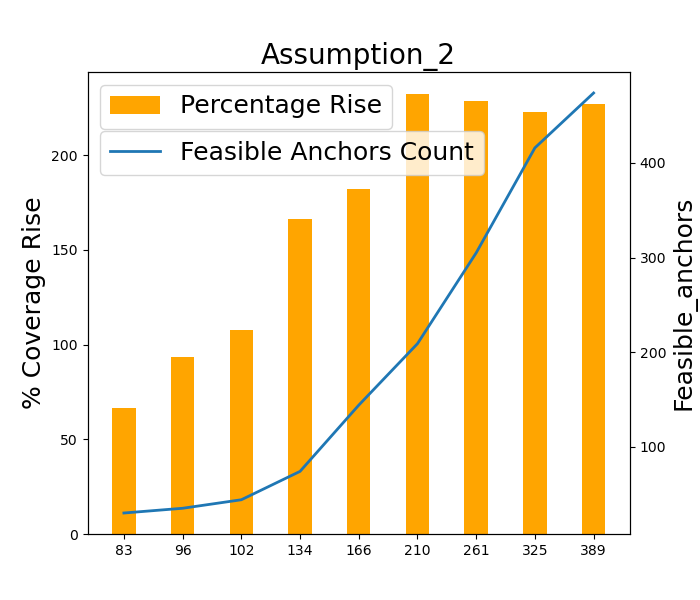 Assumption_2
Percentage Rise
Feasible Anchors Count
% Coverage Rise
200
150
100
50
0
400
300
200
100
Feasible_anchors
83 96 102 134 166 210 261 325 389